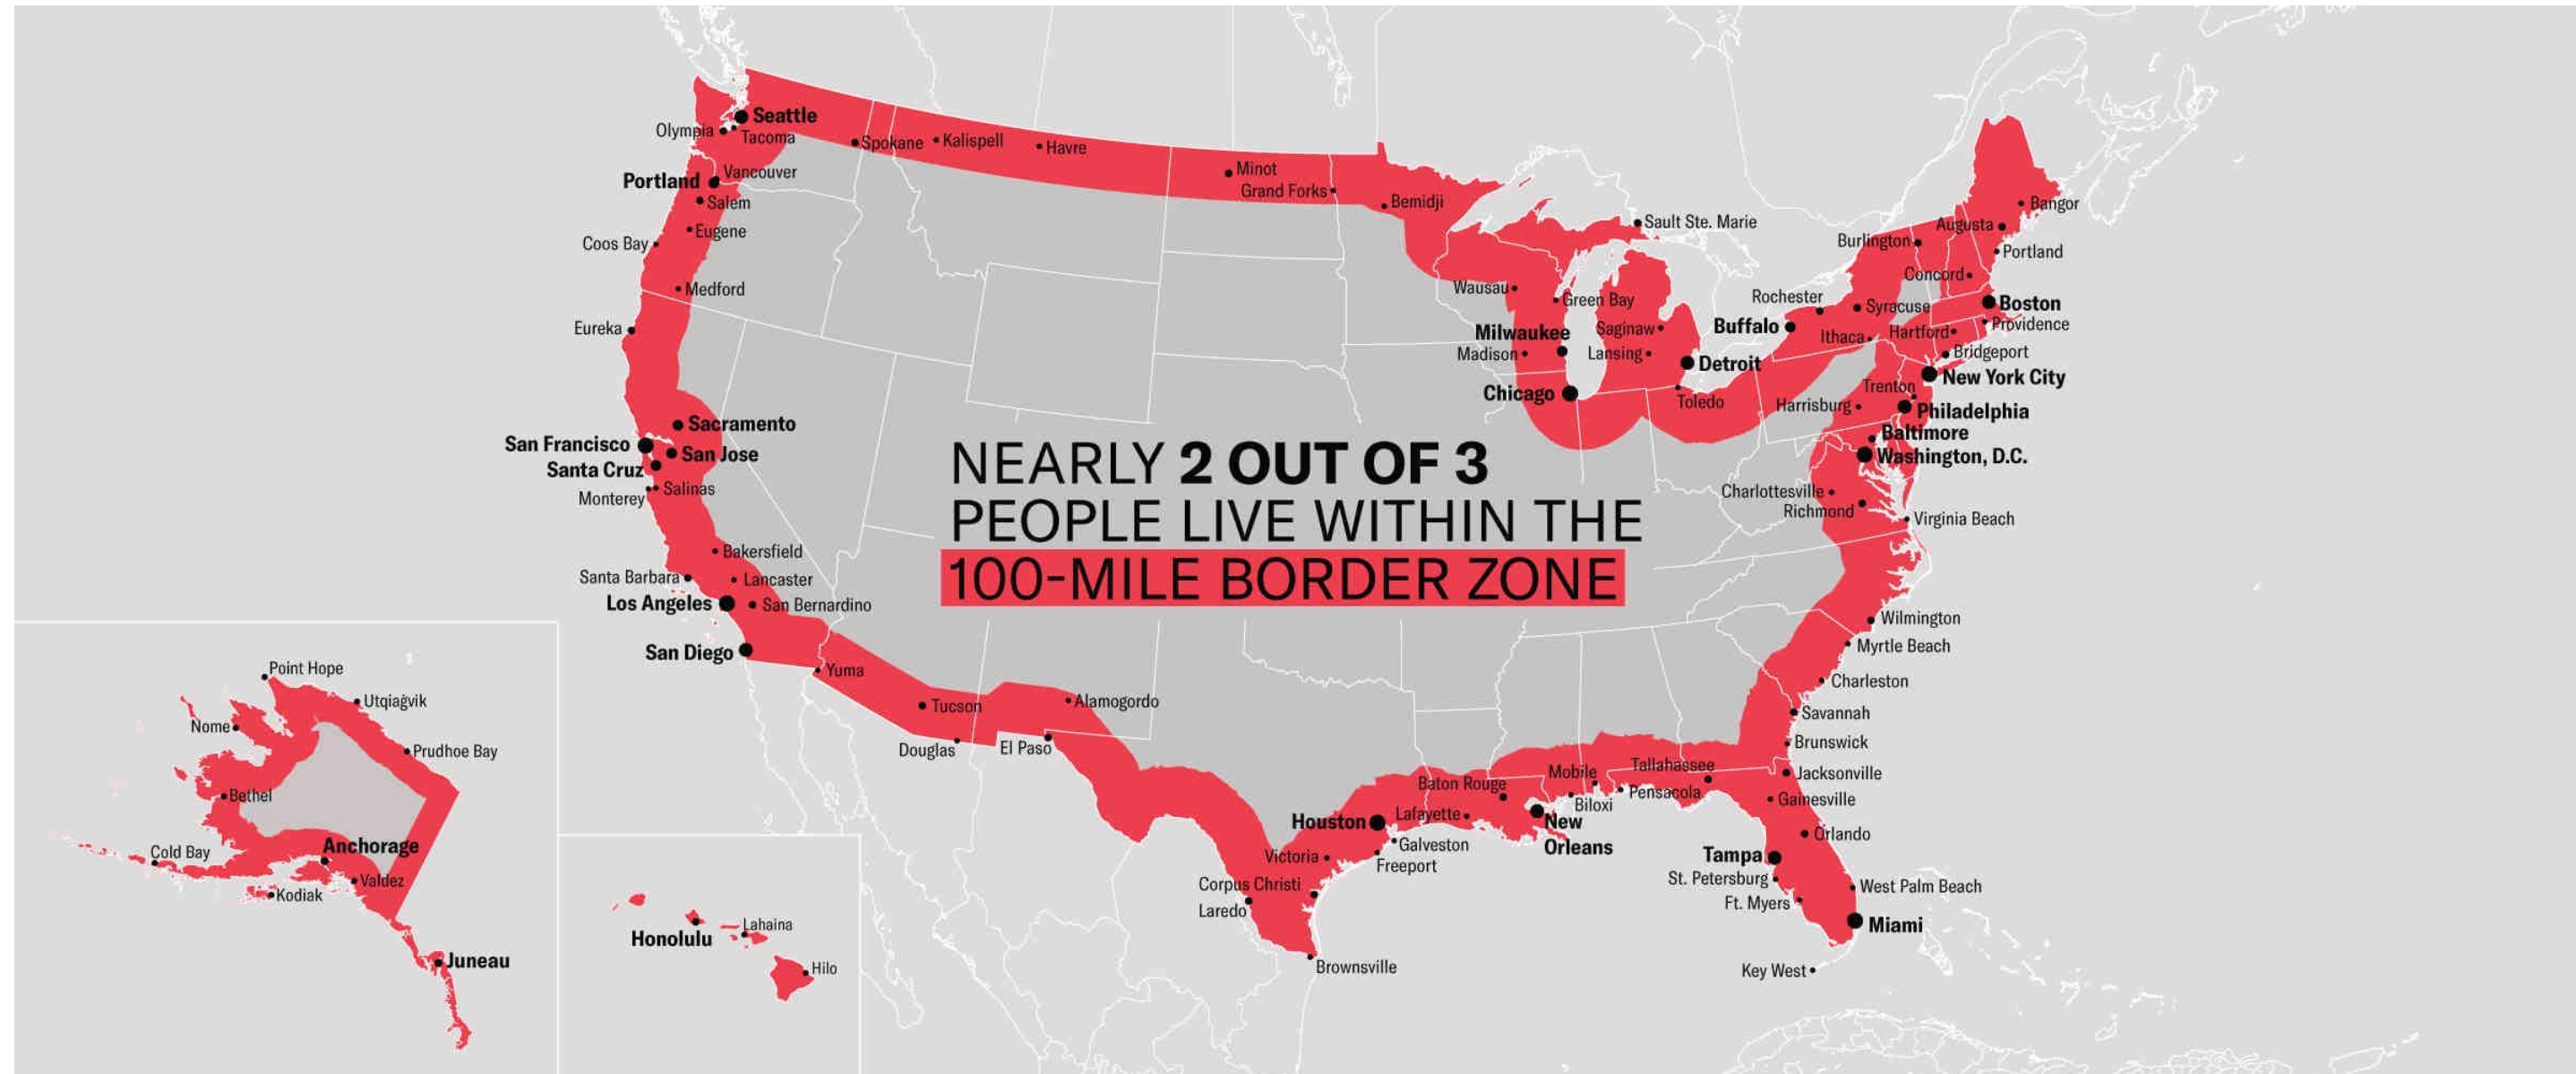 NEARLY 2 OUT OF 3
PEOPLE LIVE WITHIN THE
100-MILE BORDER ZONE
Seattle
Olympia
Tacoma
Spokane
Kalispell
Havre
Minot
Grand Forks
Bemidji
Vancouver
Portland
Salem
Eugene
Coos Bay
Medford
Eureka
Sacramento
San Francisco
San Jose
Santa Cruz
Salinas
Monterey
Bakersfield
Santa Barbara
Lancaster
Los Angeles
San Bernardino
San Diego
Yuma
Tucson
Alamogordo
Douglas
El Paso
Sault Ste. Marie
Wausau
Green Bay
Milwaukee
Saginaw
Madison
Lansing
Detroit
Chicago
Toledo
Bangor
Augusta
Burlington
Portland
Concord
Rochester
Syracuse
Boston
Buffalo
Providence
Ithaca
Hartford
Bridgeport
New York City
Trenton
Harrisburg
Philadelphia
Baltimore
Washington, D.C.
Charlottesville
Richmond
Virginia Beach
Wilmington
Myrtle Beach
Charleston
Savannah
Brunswick
Jacksonville
Tallahassee
Mobile
Baton Rouge
Pensacola
Biloxi
Gainesville
Houston
Lafayette
New
Orleans
Orlando
Galveston
Victoria
Freeport
Tampa
St. Petersburg
Corpus Christi
West Palm Beach
Ft. Myers
Laredo
Miami
Brownsville
Key West
Point Hope
Utqiaġvik
Nome
Prudhoe Bay
Bethel
Anchorage
Cold Bay
Valdez
Kodiak
Juneau
Lahaina
Honolulu
Hilo